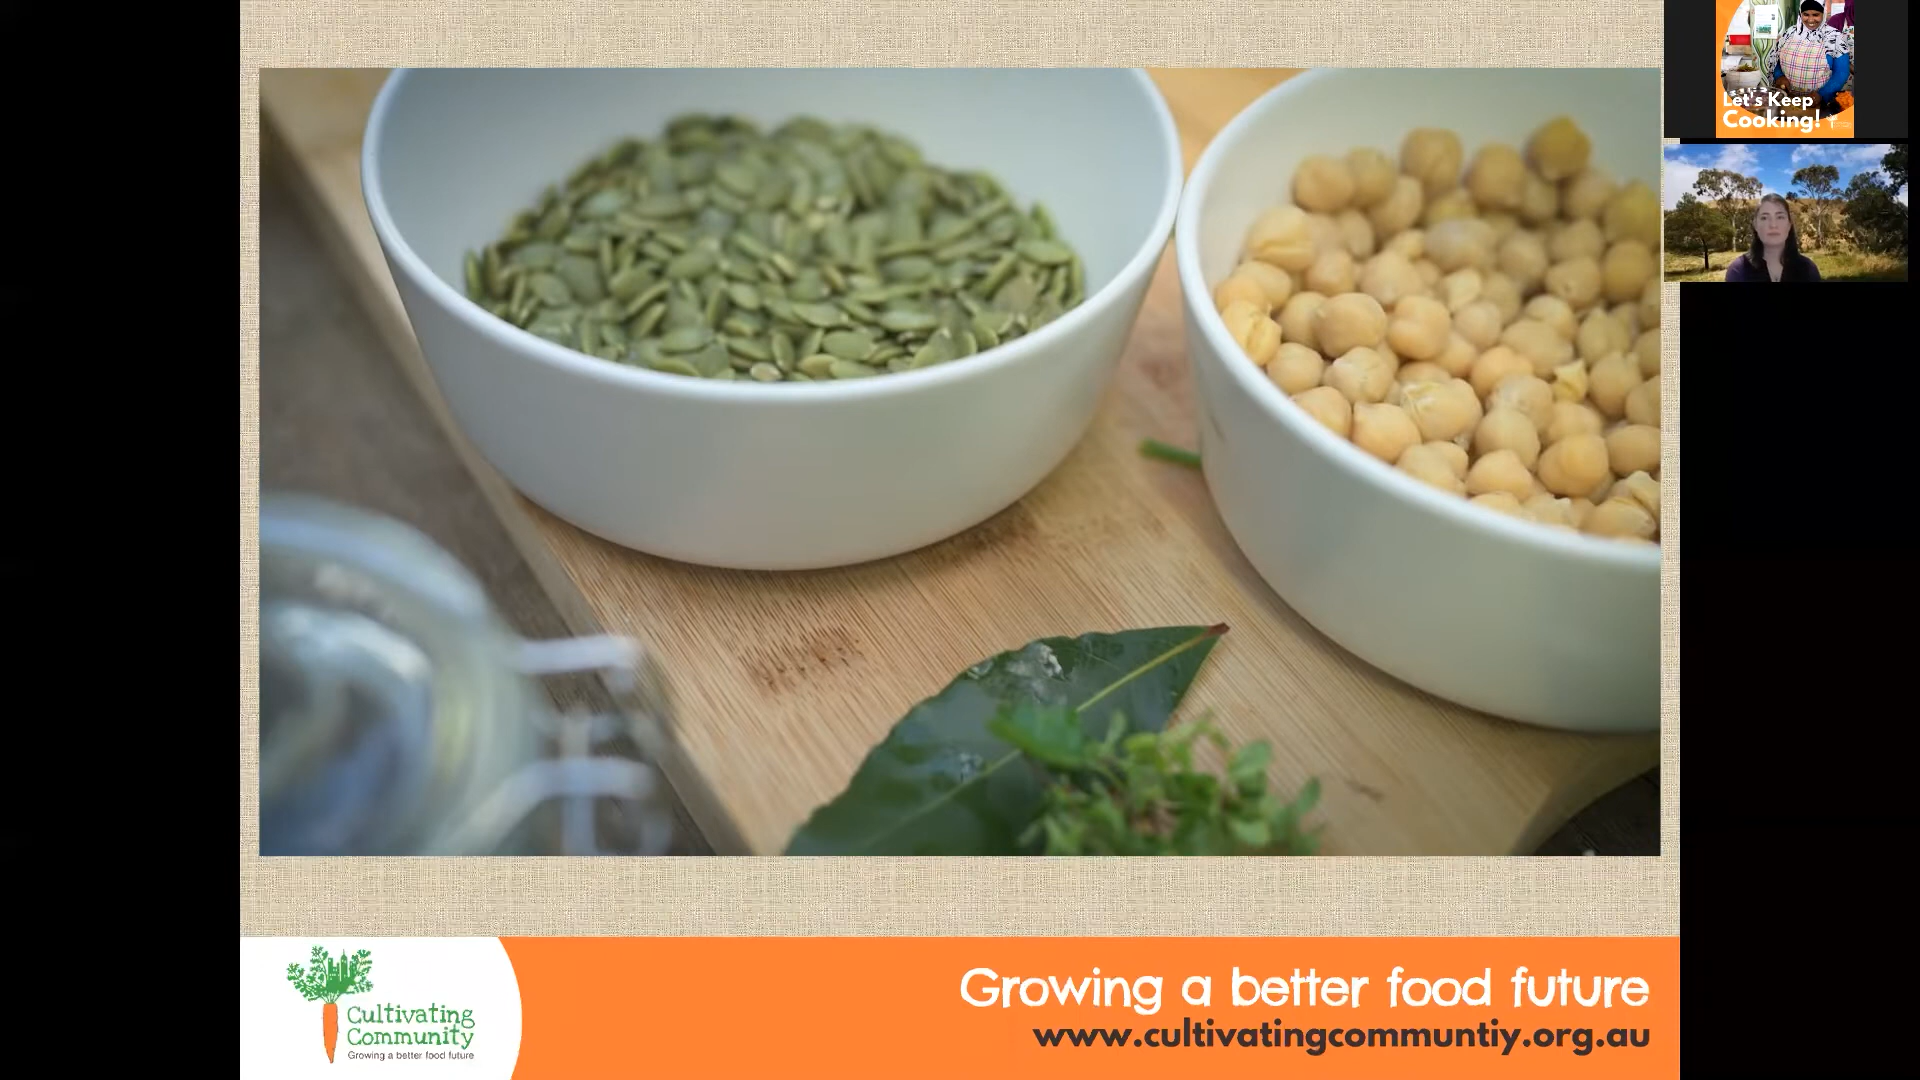 Let's Keep
Cooking!
Cultivating
Community
Growing a better food future
Growing a better food future
www.cultivatingcommuntiy.org.au